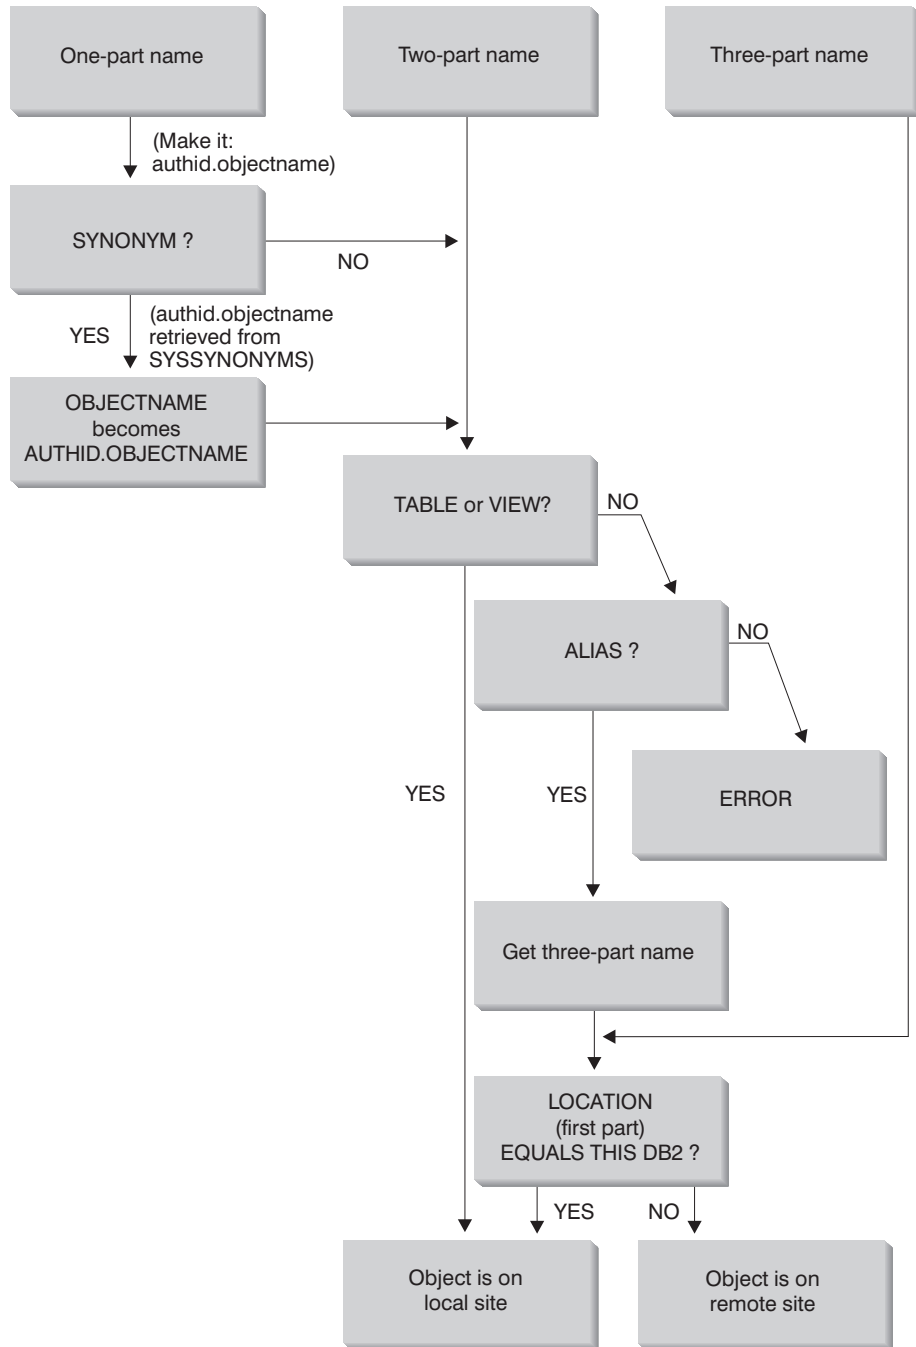 One-part name
Two-part name
Three-part name
(Make it:
authid.objectname)
SYNONYM ?
NO
YES
(authid.objectname
retrieved from
SYSSYNONYMS)
OBJECTNAME
becomes
AUTHID.OBJECTNAME
TABLE or VIEW?
NO
ALIAS ?
NO
YES
YES
ERROR
Get three-part name
LOCATION
(first part)
EQUALS THIS DB2 ?
YES
NO
Object is on
local site
Object is on
remote site